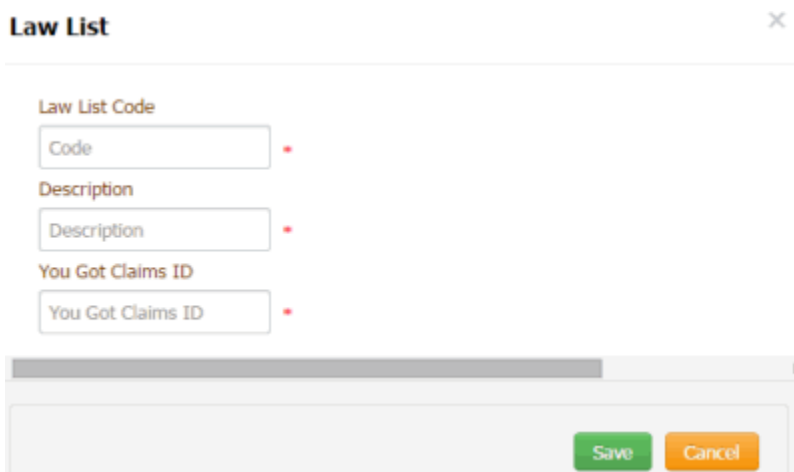 Law List
Law List Code
Code *
Description
Description *
You Got Claims ID
You Got Claims ID *
Save Cancel